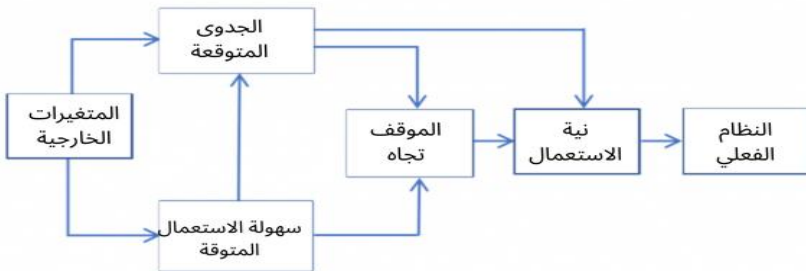 الجدوى
المتوقعة
المتغيرات
الخارجية
الموقف
تجاه
نية
الاستعمال
النظام
الفعلي
سهولة الاستعمال
المتوقة